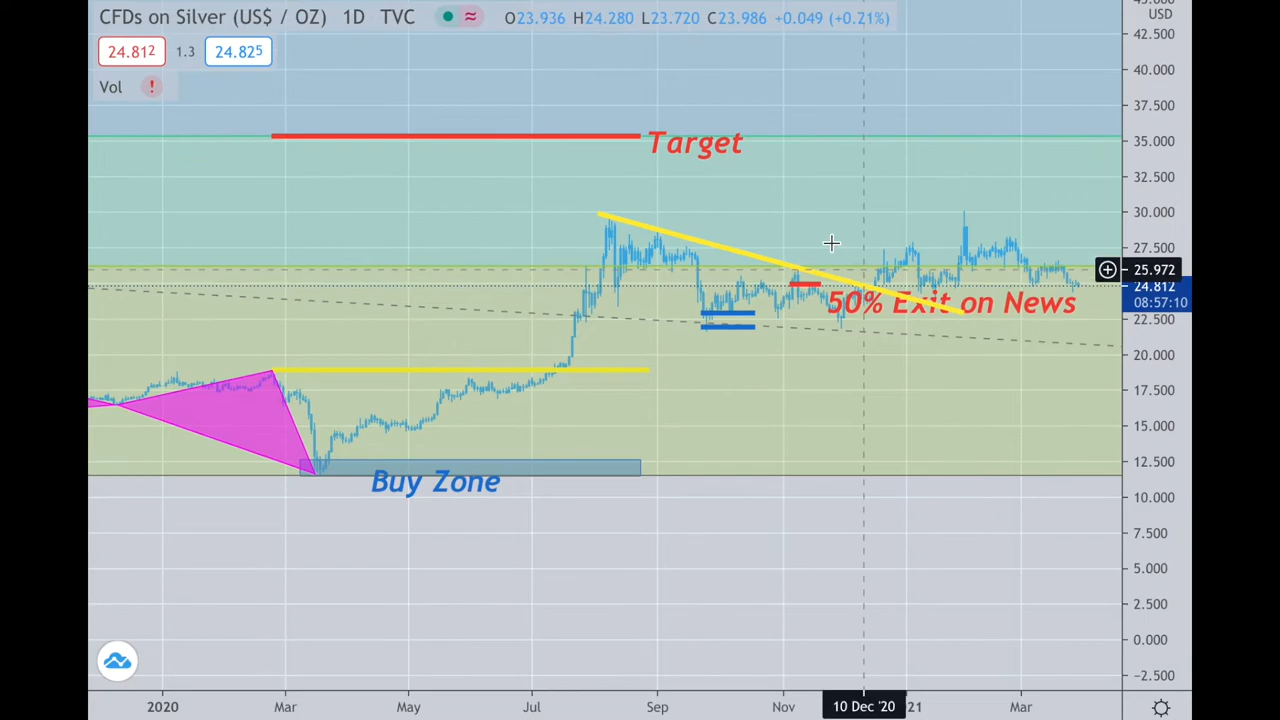 CFDs on Silver (US$ / OZ) 1D TVC ≈ O23.936 H24.280 L23.720 C23.986 +0.049 (+0.21%)
USD
24.812 1.3 24.825
42.500
40.000
Vol !
37.500
Target
35.000
32.500
30.000
27.500
25.972
24.812
08:57:10
50% Exit on News
22.500
20.000
17.500
15.000
12.500
Buy Zone
10.000
7.500
5.000
2.500
0.000
-2.500
2020 Mar May Jul Sep Nov 10 Dec '20 21 Mar